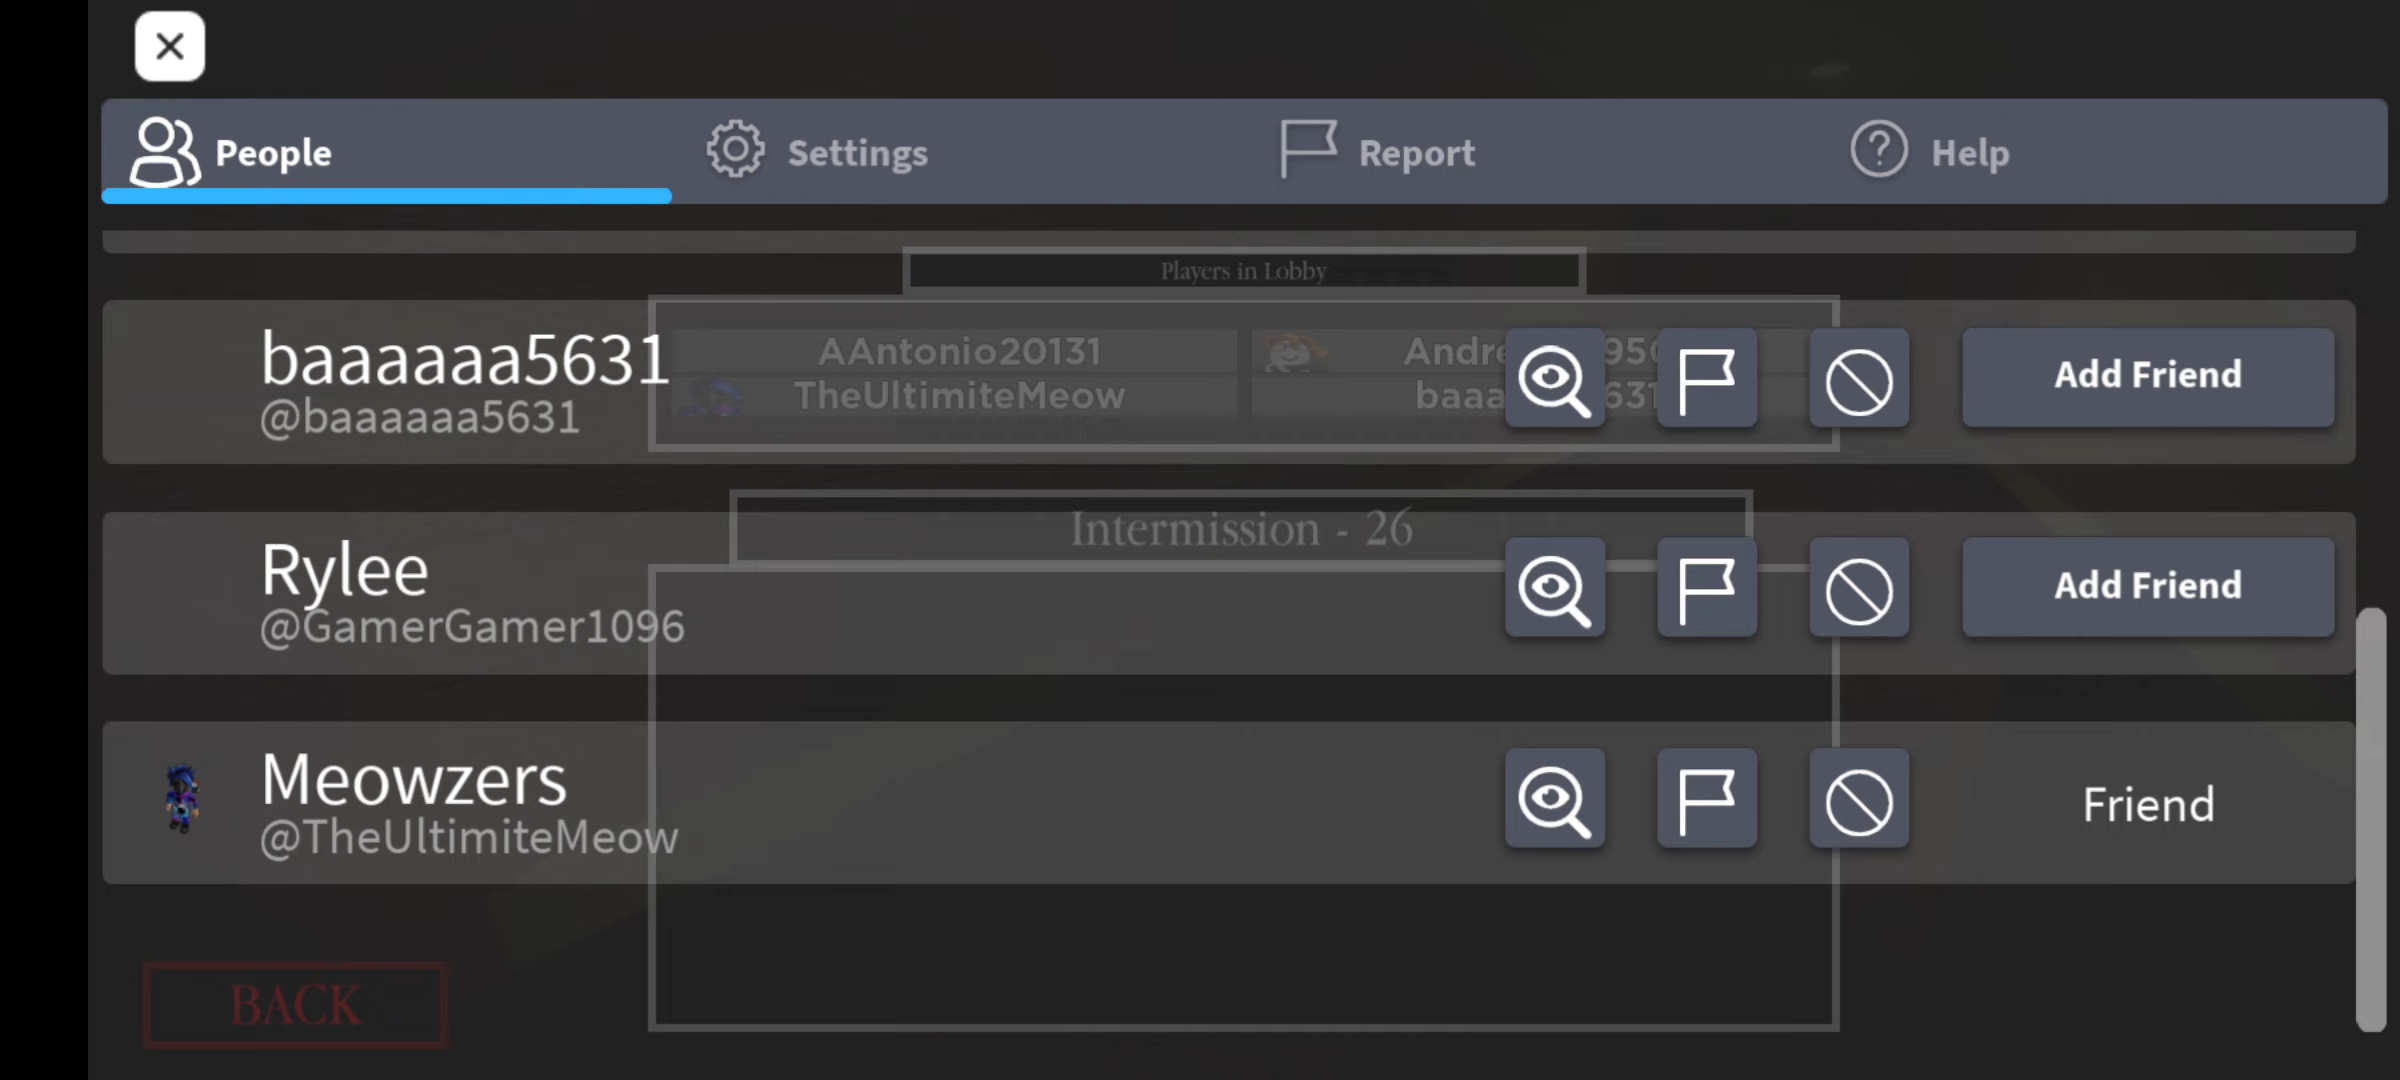 People
Settings
Report
Help
Players in Lobby
baaaaaa5631
@baaaaaa5631
AAntonio20131
TheUltimiteMeow
Add Friend
Intermission - 26
Rylee
@GamerGamer1096
Add Friend
Meowzers
@TheUltimiteMeow
Friend
BACK